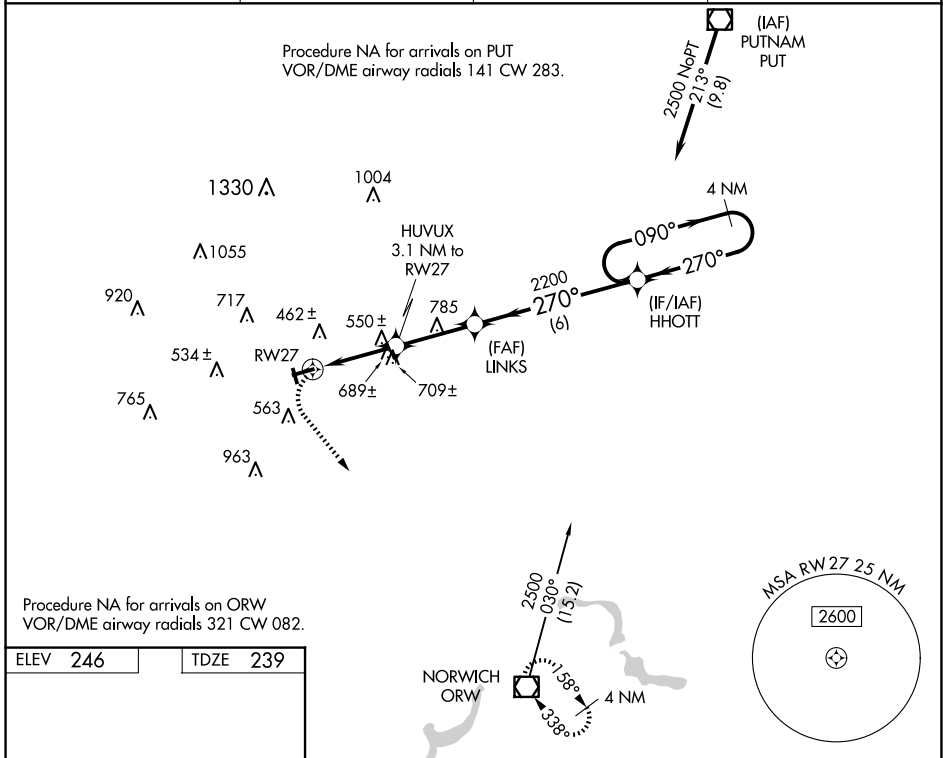 (IAF)
PUTNAM
PUT
Procedure NA for arrivals on PUT
VOR/DME airway radials 141 CW 283.
2500 NoPT
213°
(9.8)
1330
1004
4 NM
HUVUX
3.1 NM to
RW27
090°
270°
1055
2200
270°
(6)
(IF/IAF)
HHOTT
920
717
462±
550±
785
(FAF)
LINKS
534±
RW27
689±
709±
765
563
963
2500
030°
(15.2)
MSA RW27 25 NM
2600
Procedure NA for arrivals on ORW
VOR/DME airway radials 321 CW 082.
ELEV 246
TDZE 239
NORWICH
ORW
158°
338°
4 NM